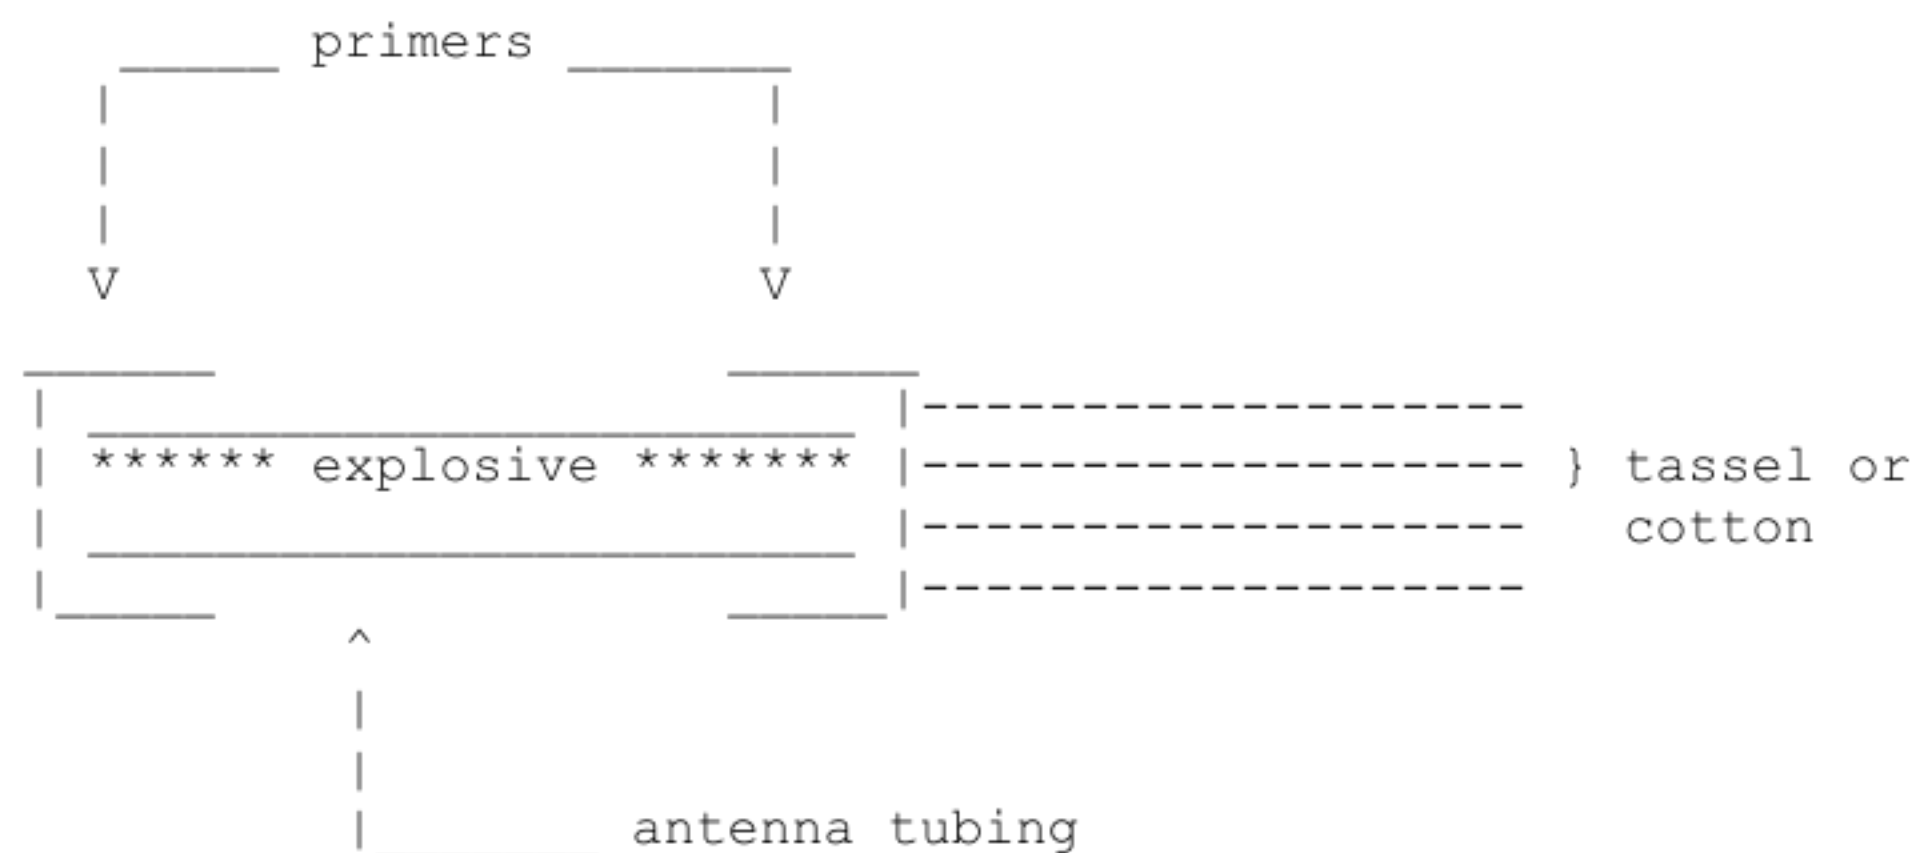 primers
V V
****** explosive ******* } tassel or
cotton
^
antenna tubing